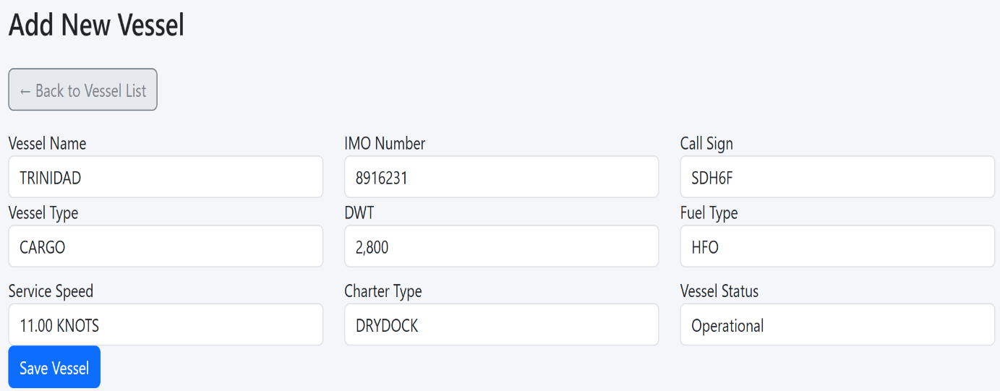 Add New Vessel
← Back to Vessel List
Vessel Name IMO Number Call Sign
TRINIDAD 8916231 SDH6F
Vessel Type DWT Fuel Type
CARGO 2,800 HFO
Service Speed Charter Type Vessel Status
11.00 KNOTS DRYDOCK Operational
Save Vessel